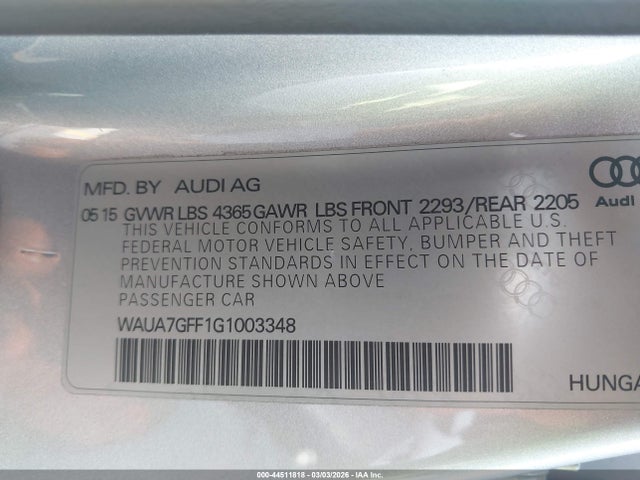 MFD. BY AUDI AG
Audi
05 15 GVWR LBS 4365 GAWR LBS FRONT 2293/REAR 2205
THIS VEHICLE CONFORMS TO ALL APPLICABLE U.S.
FEDERAL MOTOR VEHICLE SAFETY, BUMPER AND THEFT
PREVENTION STANDARDS IN EFFECT ON THE DATE OF
MANUFACTURE SHOWN ABOVE
PASSENGER CAR
WAUA7GFF1G1003348
HUNGA
000-44511818 - 03/03/2026 - IAA Inc.